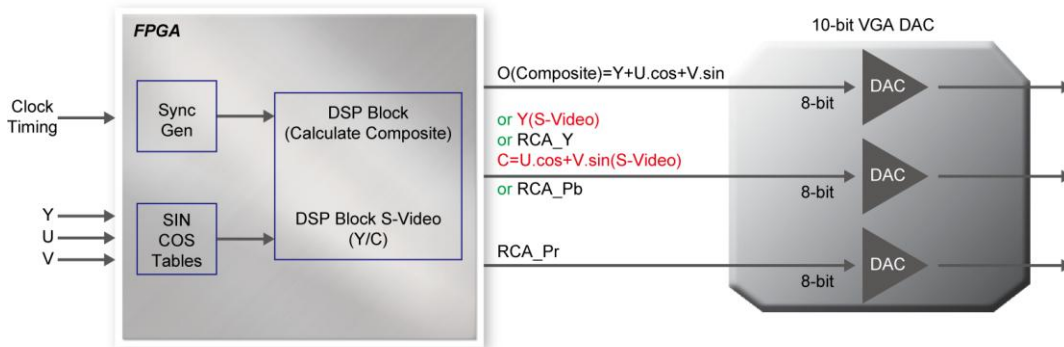 FPGA
Clock
Timing
Sync
Gen
DSP Block
(Calculate Composite)
Y
U
V
SIN
COS
Tables
DSP Block S-Video
(Y/C)
O(Composite)=Y+U.cos+V.sin
or Y(S-Video)
or RCA_Y
C=U.cos+V.sin(S-Video)
or RCA_Pb
RCA_Pr
10-bit VGA DAC
8-bit
DAC
8-bit
DAC
8-bit
DAC